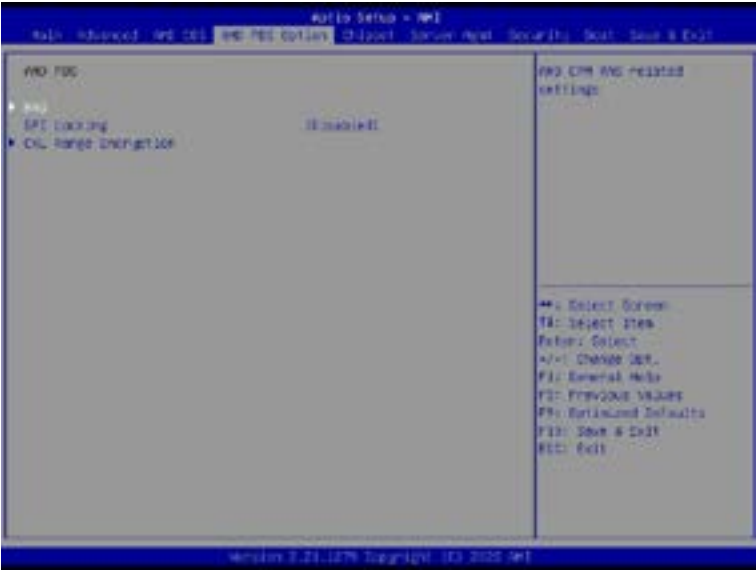 Aptio Setup - AMI
Main Advanced AMD CBS AMD PBS Option Chipset Server Mgmt Security Boot Save & Exit
AMD PBS
RAS
SPI Locking [Disabled]
CXL Range Encryption
AMD CPM RAS related
settings
: Select Screen
: Select Item
Enter: Select
+/-: Change Opt.
F1: General Help
F2: Previous Values
F9: Optimized Defaults
F10: Save & Exit
ESC: Exit
Version 2.21.1279 Copyright (C) 2025 AMI